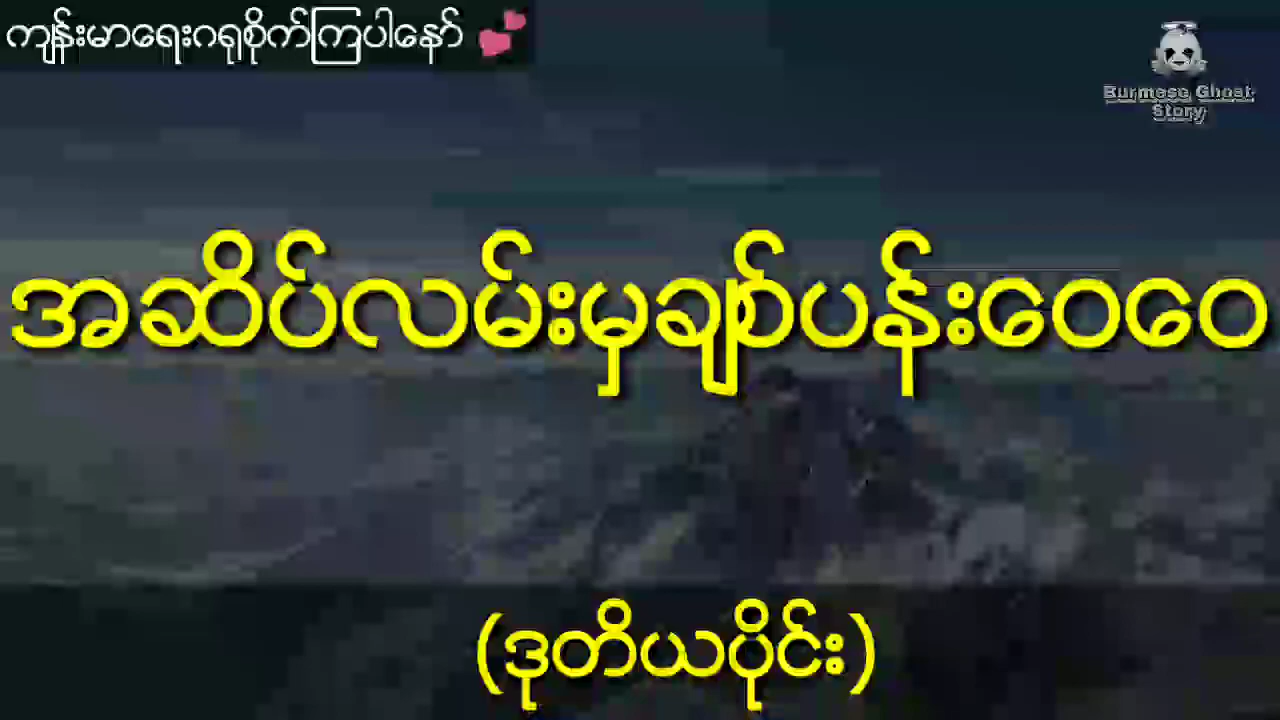 ကျန်းမာရေးဂရုစိုက်ကြပါနော် 💕
Burmese Ghost
Story
အဆိပ်လမ်းမှချစ်ပန်းဝေဝေ
(ဒုတိယပိုင်း)